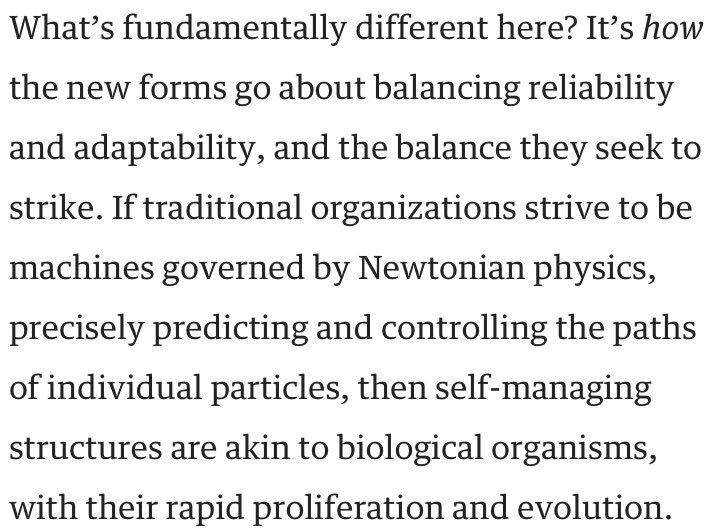 What’s fundamentally different here? It’s how
the new forms go about balancing reliability
and adaptability, and the balance they seek to
strike. If traditional organizations strive to be
machines governed by Newtonian physics,
precisely predicting and controlling the paths
of individual particles, then self-managing
structures are akin to biological organisms,
with their rapid proliferation and evolution.